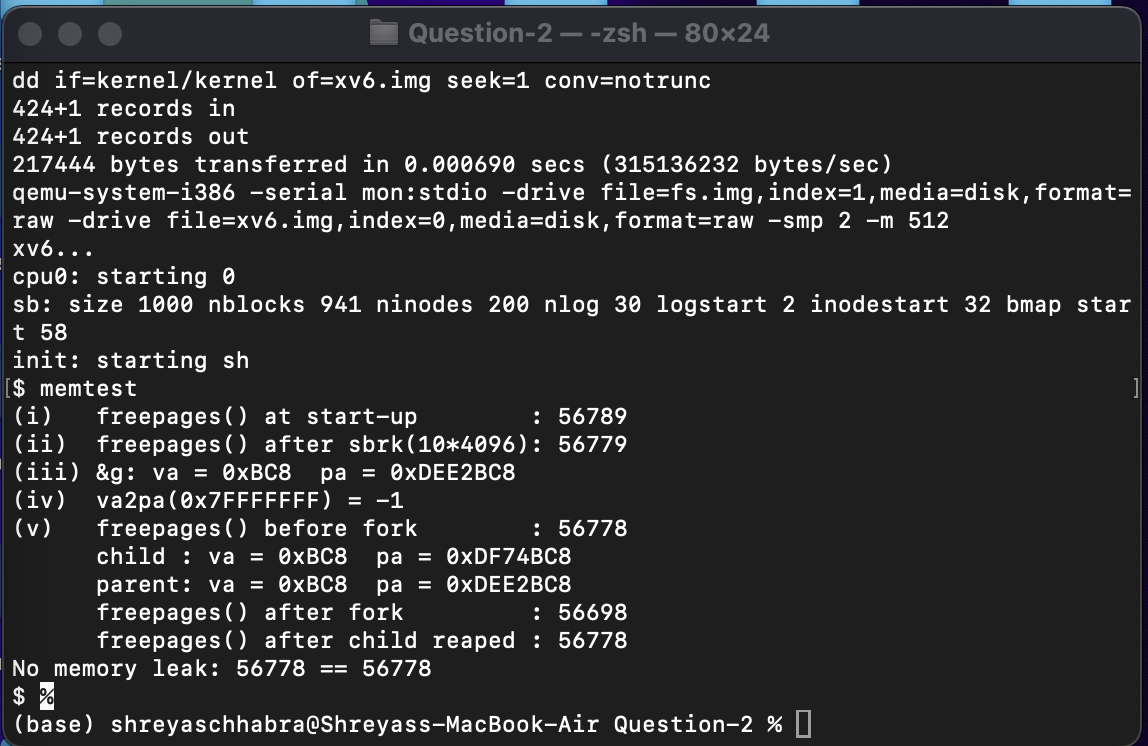 Question-2 — -zsh — 80×24
dd if=kernel/kernel of=xv6.img seek=1 conv=notrunc
424+1 records in
424+1 records out
217444 bytes transferred in 0.000690 secs (315136232 bytes/sec)
qemu-system-i386 -serial mon:stdio -drive file=fs.img,index=1,media=disk,format=
raw -drive file=xv6.img,index=0,media=disk,format=raw -smp 2 -m 512
xv6...
cpu0: starting 0
sb: size 1000 nblocks 941 ninodes 200 nlog 30 logstart 2 inodestart 32 bmap star
t 58
init: starting sh
[$ memtest ]
(i)   freepages() at start-up        : 56789
(ii)  freepages() after sbrk(10*4096): 56779
(iii) &g: va = 0xBC8  pa = 0xDEE2BC8
(iv)  va2pa(0x7FFFFFFF) = -1
(v)   freepages() before fork        : 56778
      child : va = 0xBC8  pa = 0xDF74BC8
      parent: va = 0xBC8  pa = 0xDEE2BC8
      freepages() after fork         : 56698
      freepages() after child reaped : 56778
No memory leak: 56778 == 56778
$ %
(base) shreyaschhabra@Shreyass-MacBook-Air Question-2 %